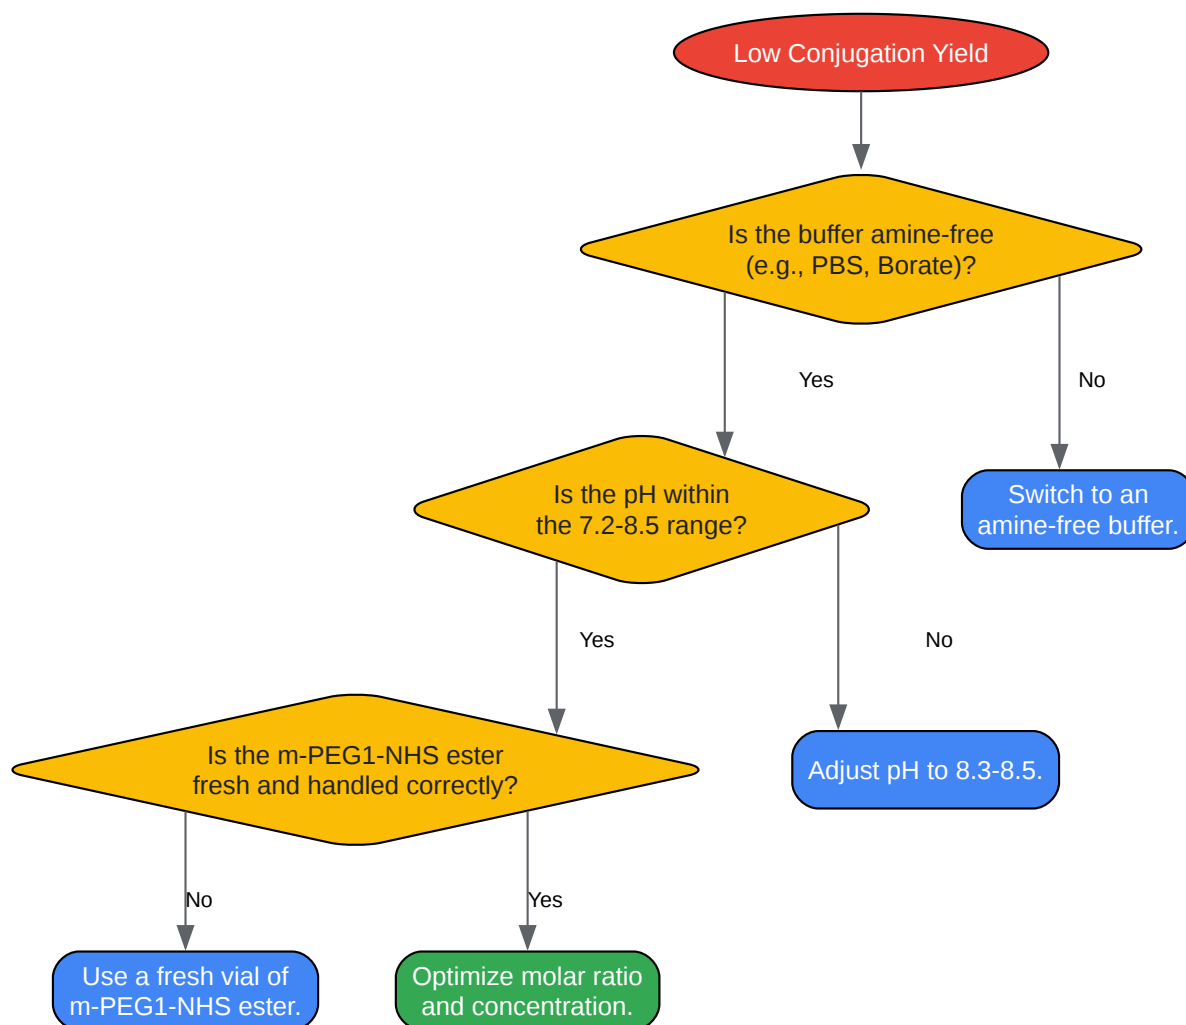 Low Conjugation Yield
Is the buffer amine-free
(e.g., PBS, Borate)?
Yes
No
Is the pH within
the 7.2-8.5 range?
Switch to an
amine-free buffer.
Yes
No
Is the m-PEG1-NHS ester
fresh and handled correctly?
Adjust pH to 8.3-8.5.
No
Yes
Use a fresh vial of
m-PEG1-NHS ester.
Optimize molar ratio
and concentration.